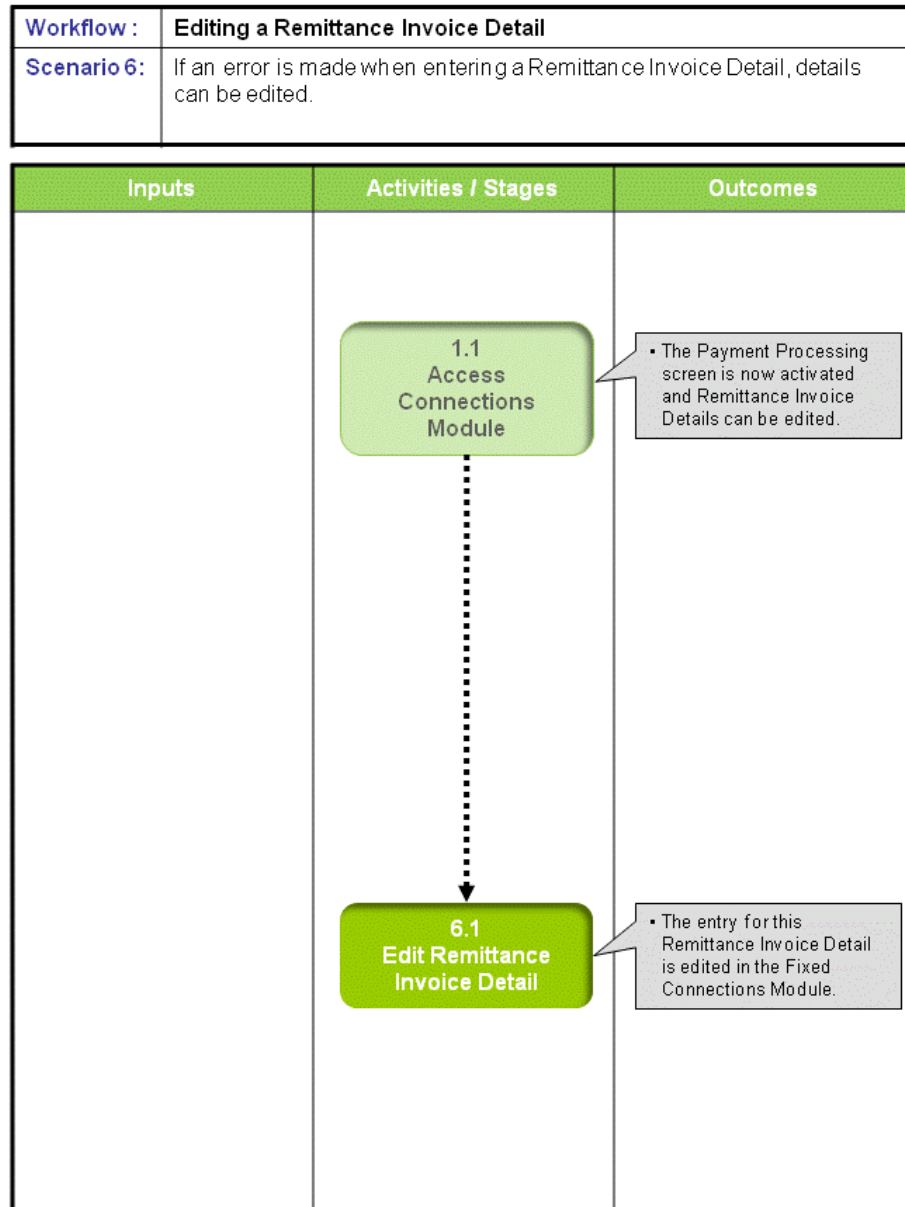 Workflow : Editing a Remittance Invoice Detail
Scenario 6: If an error is made when entering a Remittance Invoice Detail, details
can be edited.
Inputs Activities / Stages Outcomes
1.1
Access
Connections
Module
▪ The Payment Processing
screen is now activated
and Remittance Invoice
Details can be edited.
6.1
Edit Remittance
Invoice Detail
▪ The entry for this
Remittance Invoice Detail
is edited in the Fixed
Connections Module.